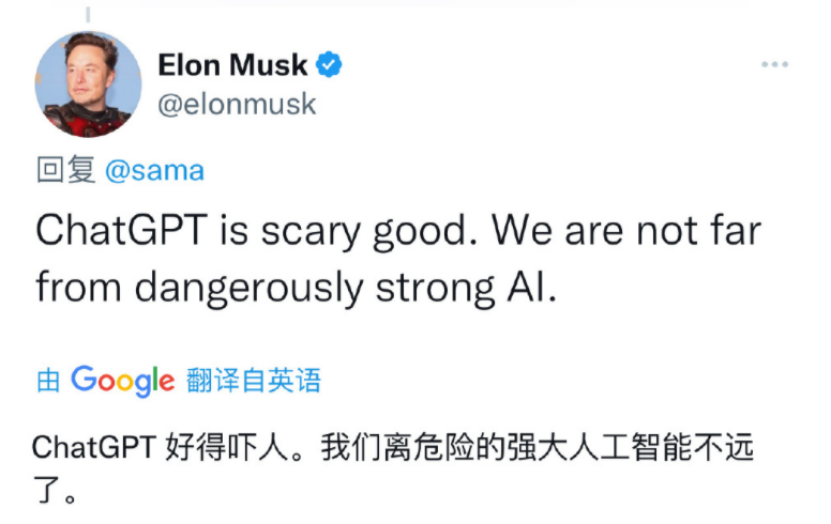 Elon Musk
@elonmusk
回复 @sama
ChatGPT is scary good. We are not far
from dangerously strong AI.
由 Google 翻译自英语
ChatGPT 好得吓人。我们离危险的强大人工智能不远
了。